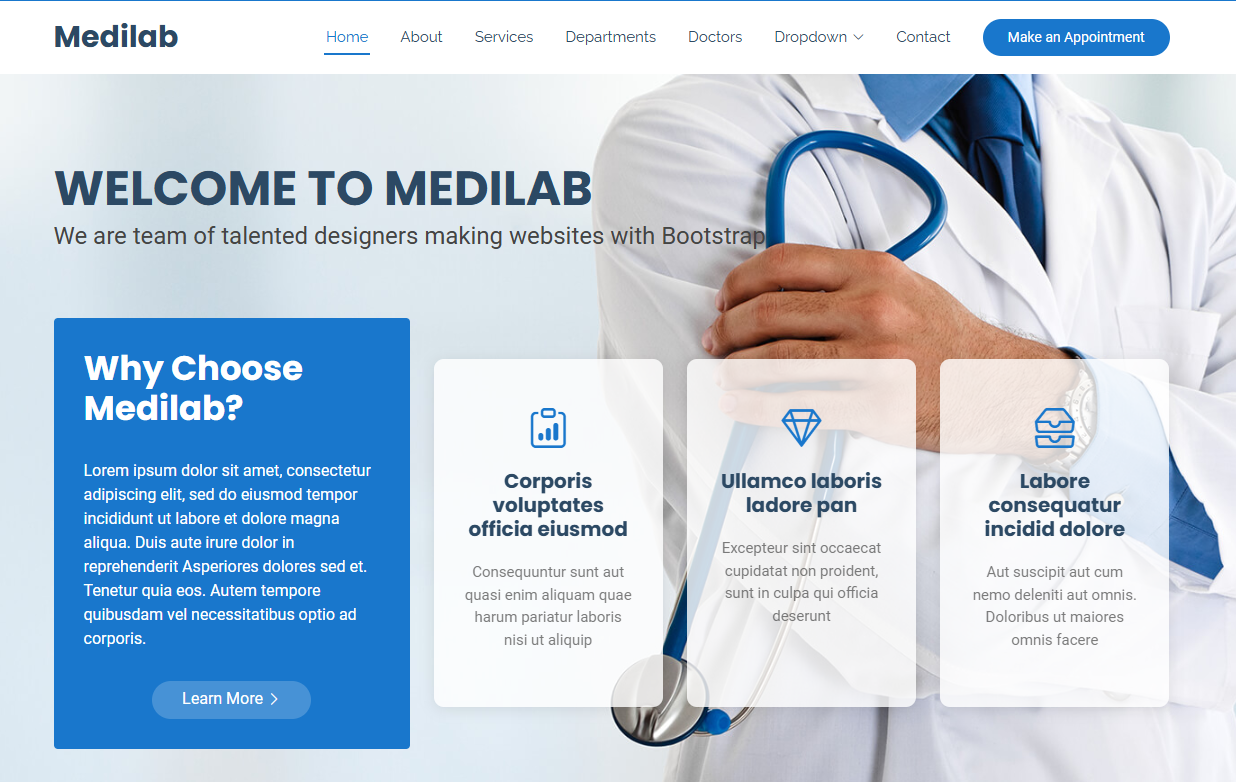 Medilab
Home About Services Departments Doctors Dropdown Contact Make an Appointment
WELCOME TO MEDILAB
We are team of talented designers making websites with Bootstrap
Why Choose
Medilab?
Lorem ipsum dolor sit amet, consectetur
adipiscing elit, sed do eiusmod tempor
incididunt ut labore et dolore magna
aliqua. Duis aute irure dolor in
reprehenderit Asperiores dolores sed et.
Tenetur quia eos. Autem tempore
quibusdam vel necessitatibus optio ad
corporis.
Learn More
Corporis
voluptates
officia eiusmod
Consequuntur sunt aut
quasi enim aliquam quae
harum pariatur laboris
nisi ut aliquip
Ullamco laboris
ladore pan
Excepteur sint occaecat
cupidatat non proident,
sunt in culpa qui officia
deserunt
Labore
consequatur
incidid dolore
Aut suscipit aut cum
nemo deleniti aut omnis.
Doloribus ut maiores
omnis facere